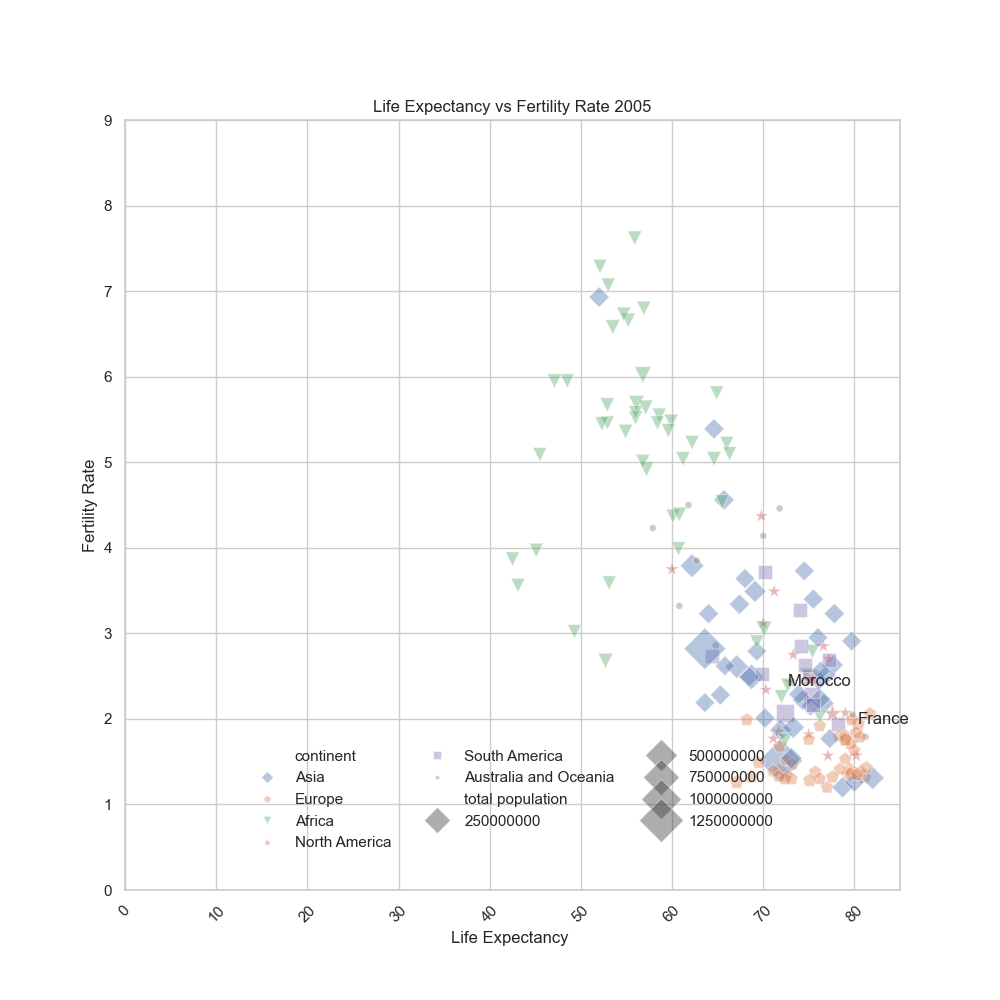 Life Expectancy vs Fertility Rate 2005
9
8
7
6
5
4
3
2
1
0
Fertility Rate
Morocco
France
continent
Asia
Europe
Africa
North America
South America
Australia and Oceania
total population
250000000
500000000
750000000
1000000000
1250000000
0
10
20
30
40
50
60
70
80
Life Expectancy